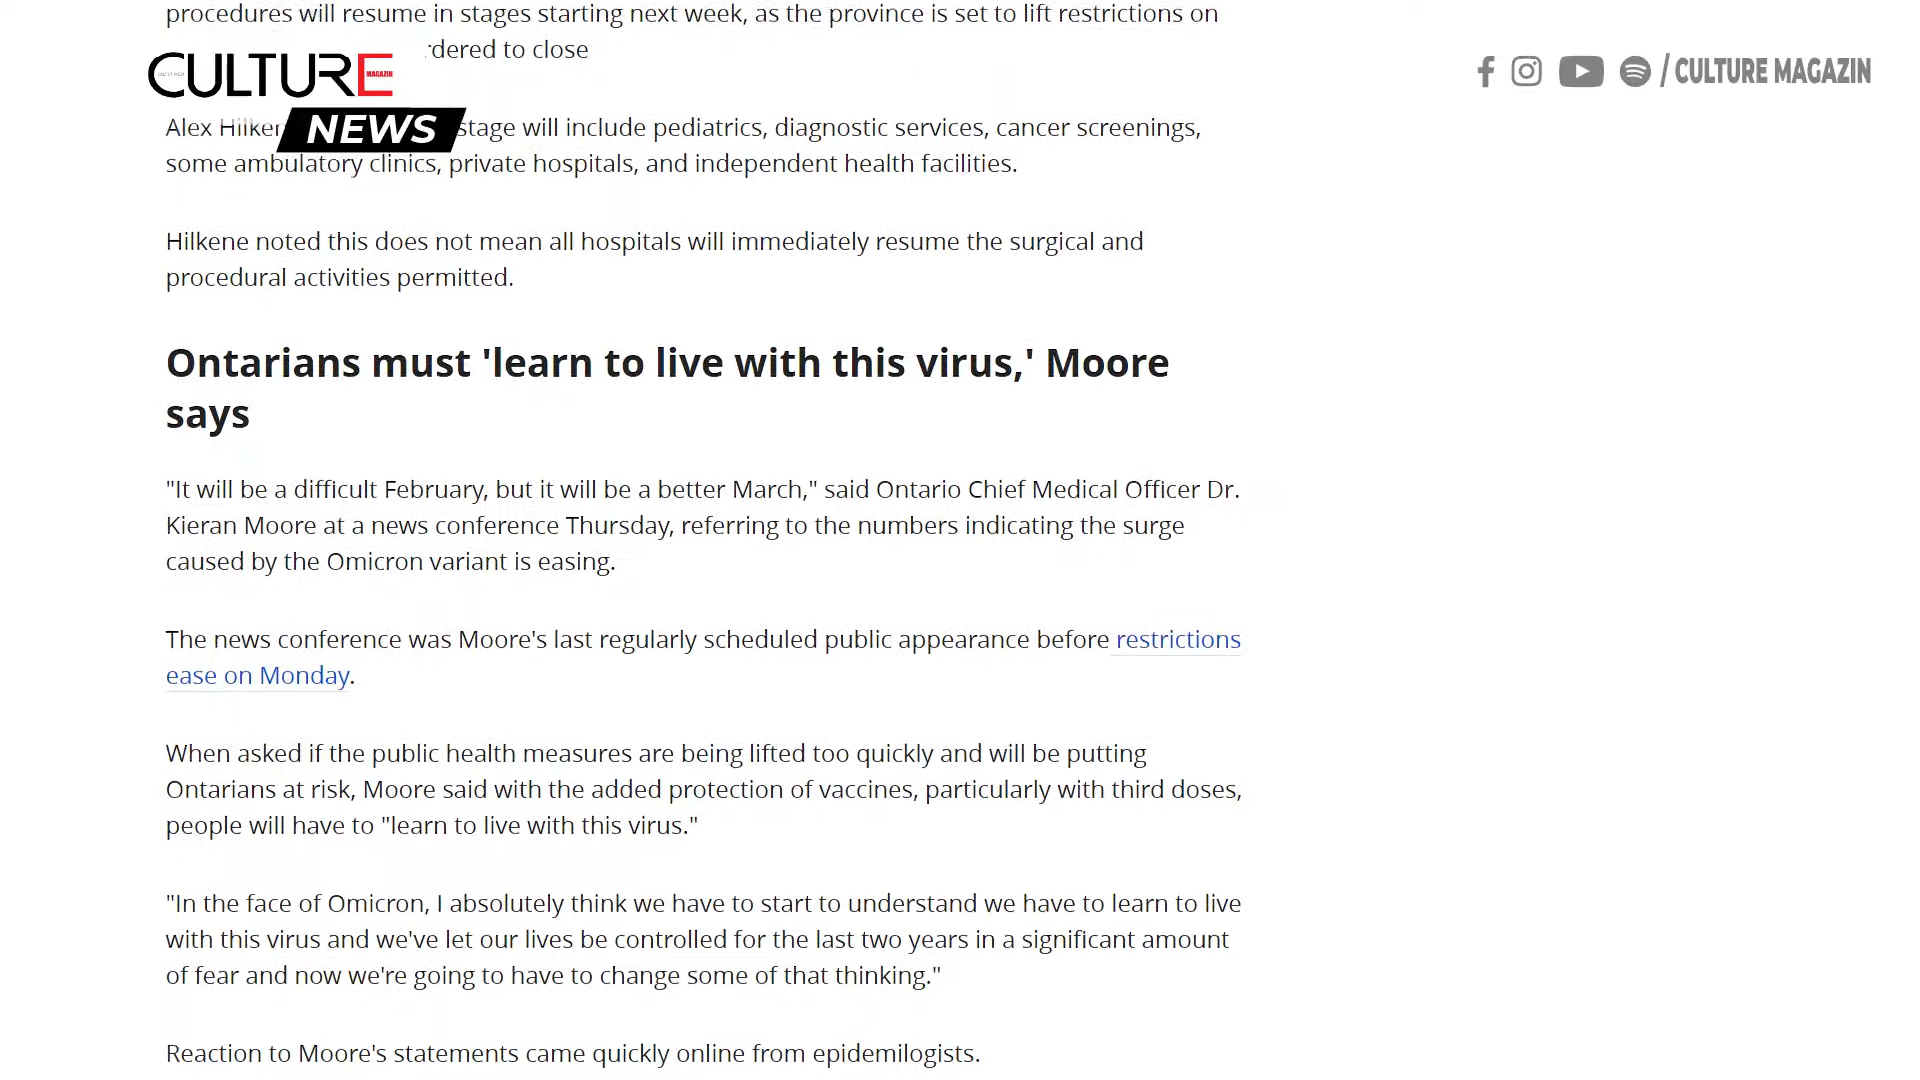 procedures will resume in stages starting next week, as the province is set to lift restrictions on
dered to close
CULTURE
MAGAZIN
NEWS
/ CULTURE MAGAZIN
Alex Hilken stage will include pediatrics, diagnostic services, cancer screenings,
some ambulatory clinics, private hospitals, and independent health facilities.
Hilkene noted this does not mean all hospitals will immediately resume the surgical and
procedural activities permitted.
Ontarians must 'learn to live with this virus,' Moore
says
"It will be a difficult February, but it will be a better March," said Ontario Chief Medical Officer Dr.
Kieran Moore at a news conference Thursday, referring to the numbers indicating the surge
caused by the Omicron variant is easing.
The news conference was Moore's last regularly scheduled public appearance before restrictions
ease on Monday.
When asked if the public health measures are being lifted too quickly and will be putting
Ontarians at risk, Moore said with the added protection of vaccines, particularly with third doses,
people will have to "learn to live with this virus."
"In the face of Omicron, I absolutely think we have to start to understand we have to learn to live
with this virus and we've let our lives be controlled for the last two years in a significant amount
of fear and now we're going to have to change some of that thinking."
Reaction to Moore's statements came quickly online from epidemilogists.